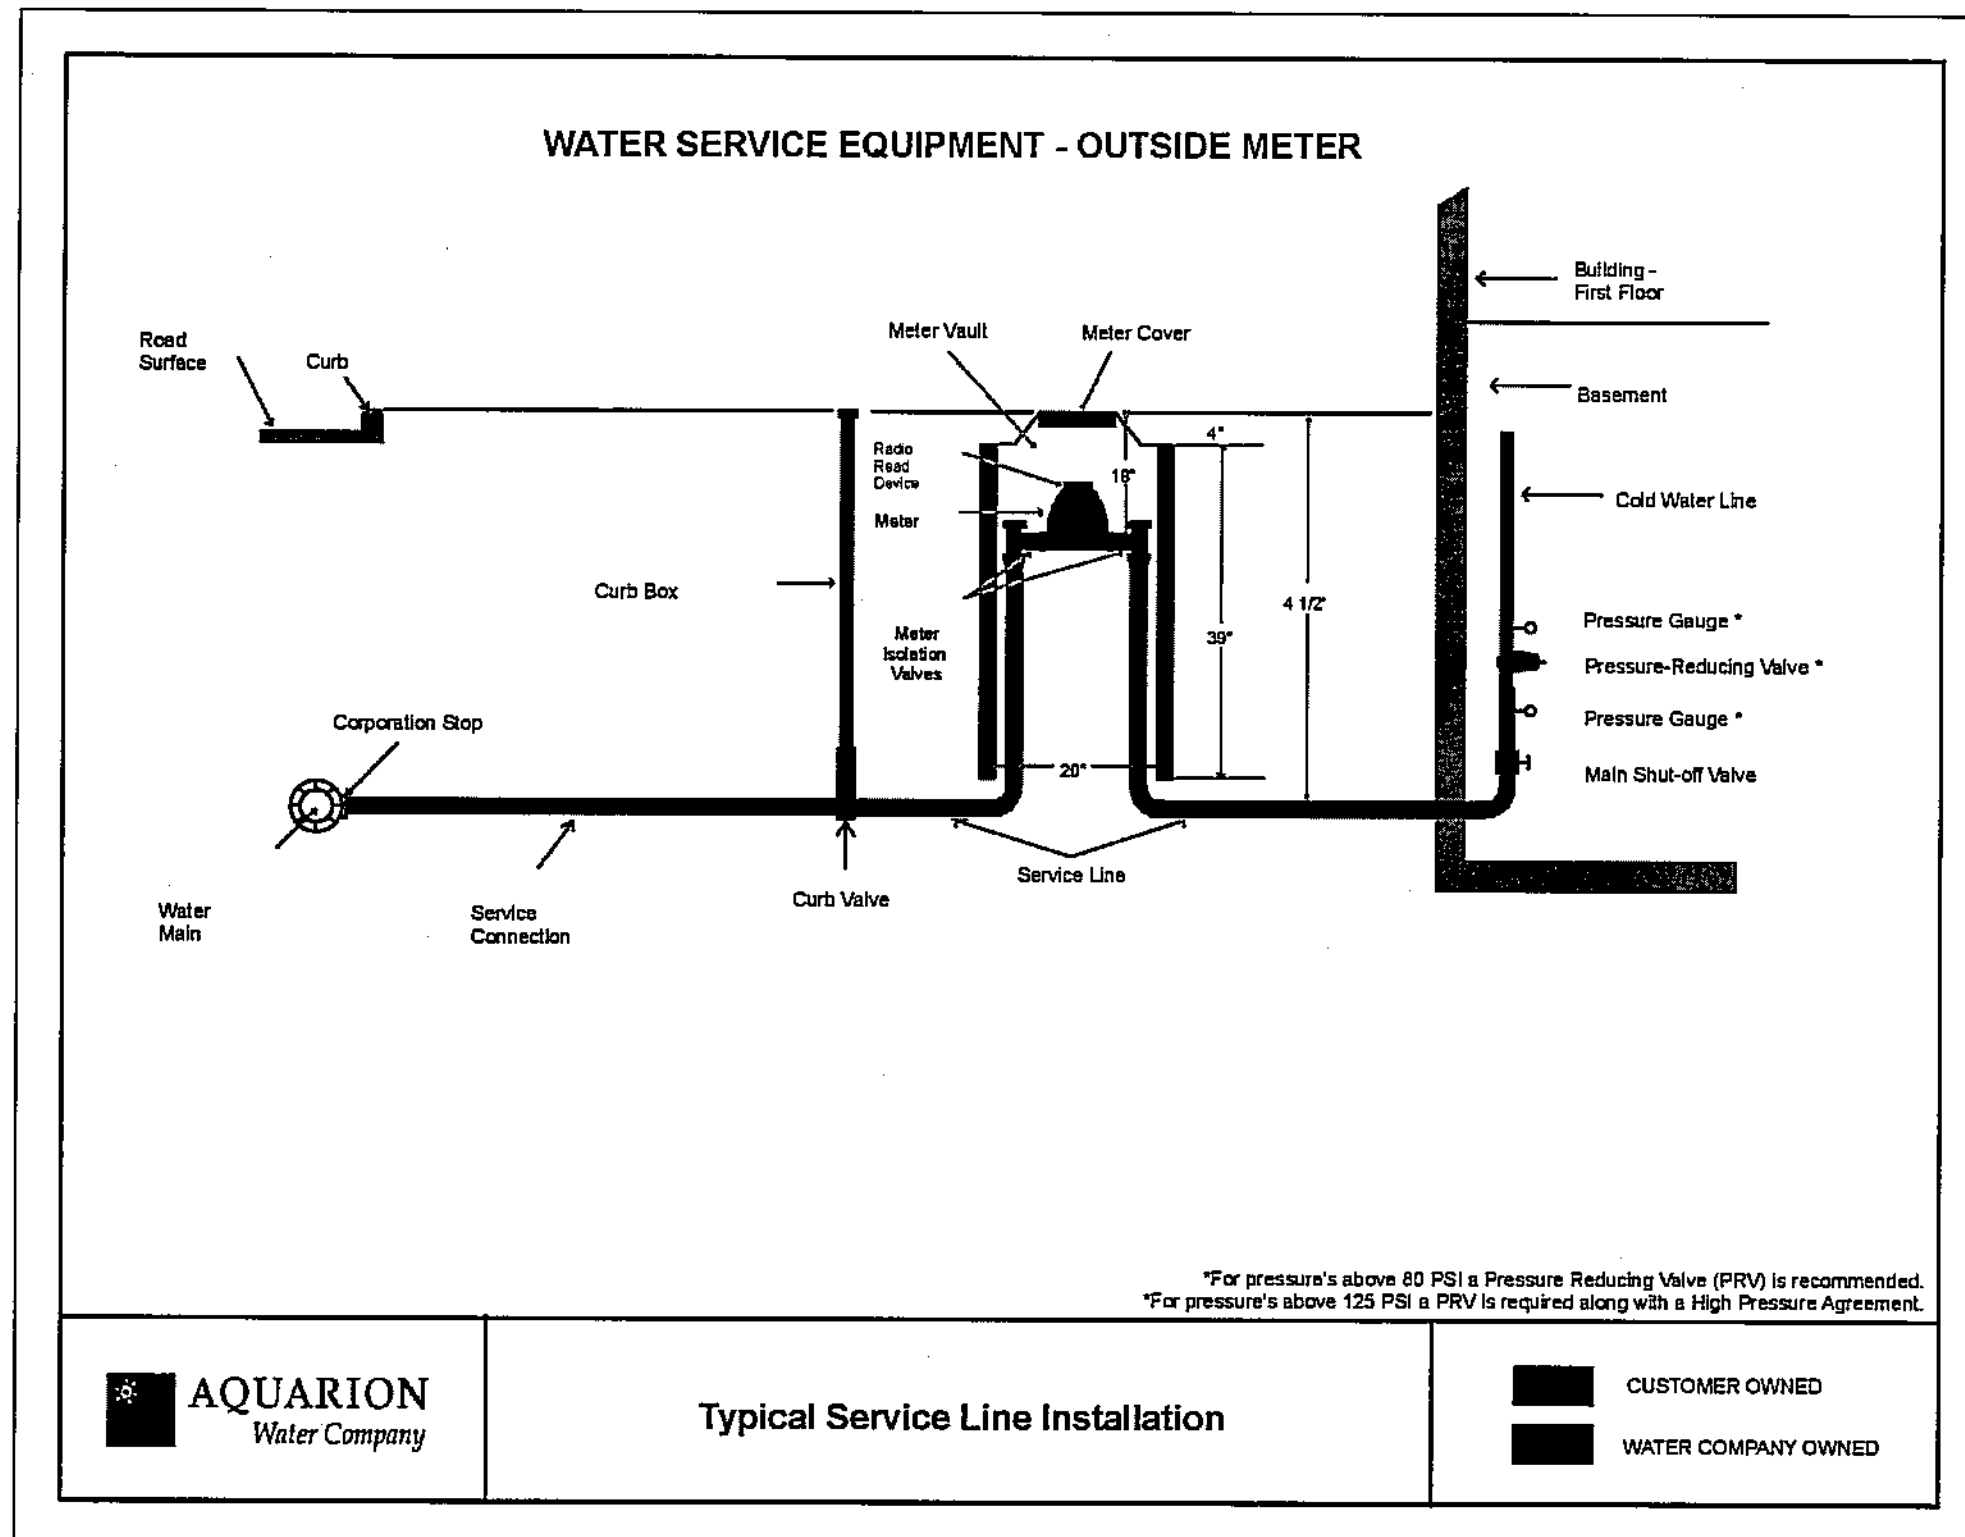 WATER SERVICE EQUIPMENT - OUTSIDE METER
Building -
First Floor
Road
Surface
Curb
Meter Vault
Meter Cover
Basement
Radio
Read
Device
4"
18"
Meter
Cold Water Line
Curb Box
4 1/2'
Meter
Isolation
Valves
39"
Pressure Gauge *
Pressure-Reducing Valve *
Pressure Gauge *
Main Shut-off Valve
Corporation Stop
20"
Service Line
Curb Valve
Water
Main
Service
Connection
*For pressure's above 80 PSI a Pressure Reducing Valve (PRV) is recommended.
*For pressure's above 125 PSI a PRV is required along with a High Pressure Agreement.
AQUARION
Water Company
Typical Service Line Installation
CUSTOMER OWNED
WATER COMPANY OWNED